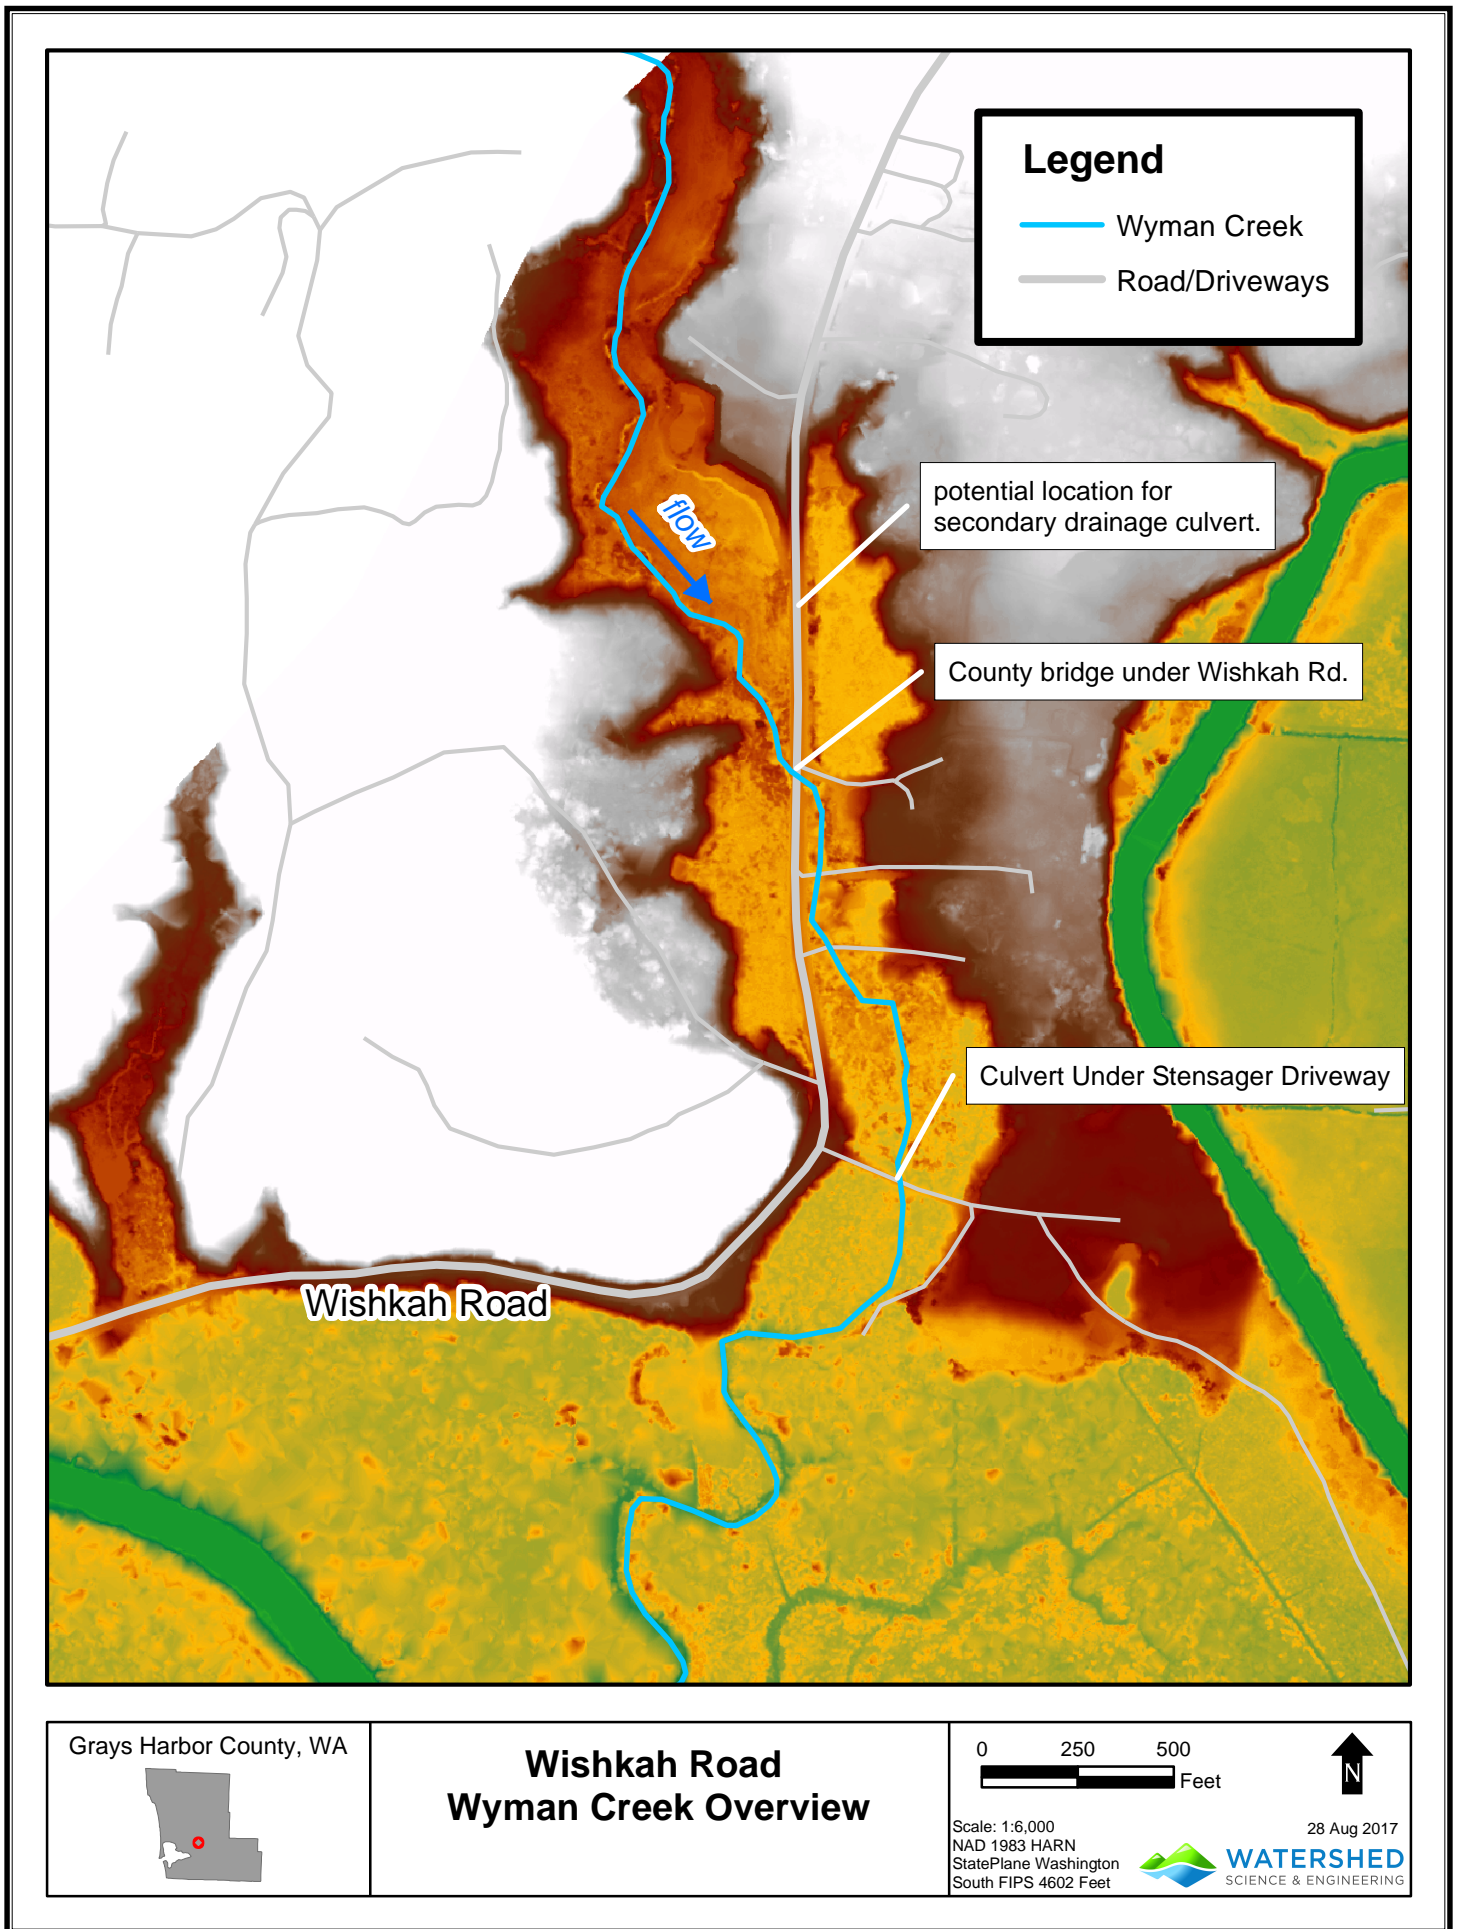 Legend
Wyman Creek
Road/Driveways
flow
potential location for
secondary drainage culvert.
County bridge under Wishkah Rd.
Culvert Under Stensager Driveway
Wishkah Road
Grays Harbor County, WA
Wishkah Road
Wyman Creek Overview
0 250 500
Feet
N
Scale: 1:6,000
NAD 1983 HARN
StatePlane Washington
South FIPS 4602 Feet
28 Aug 2017
WATERSHED
SCIENCE & ENGINEERING